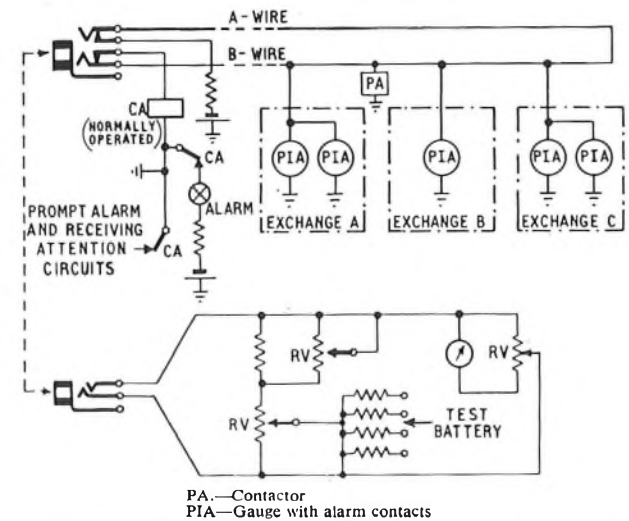 A-WIRE
B-WIRE
CA
(NORMALLY
OPERATED)
CA
ALARM
PROMPT ALARM
AND RECEIVING
ATTENTION
CIRCUITS
CA
PA
PIA PIA
PIA
PIA PIA
EXCHANGE A
EXCHANGE B
EXCHANGE C
RV
RV
RV
TEST
BATTERY
PA.—Contactor
PIA—Gauge with alarm contacts